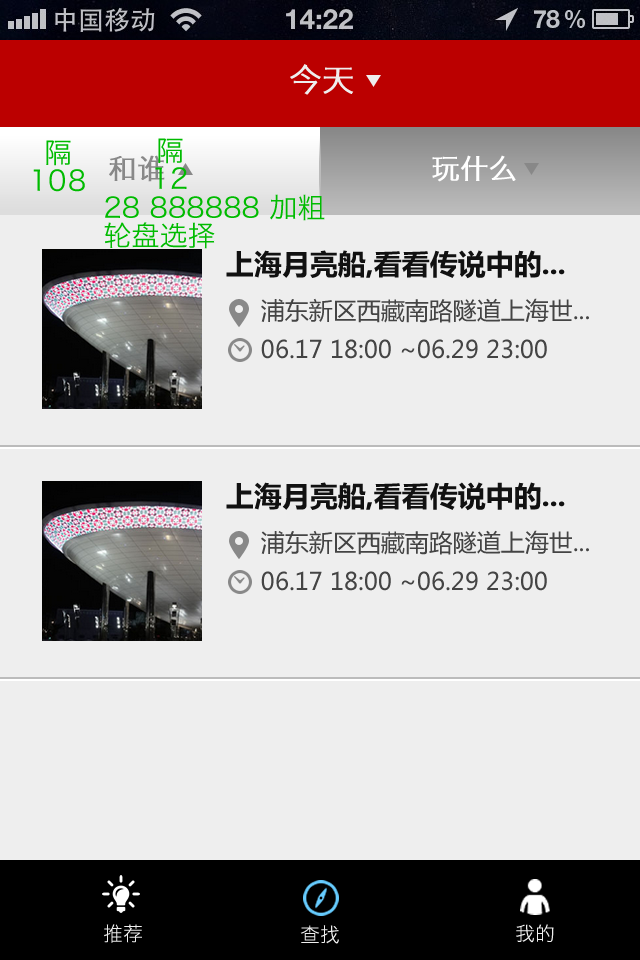 中国移动 14:22 78%
今天
隔
108
和谁
隔
12
玩什么
28 888888 加粗
轮盘选择
上海月亮船,看看传说中的...
浦东新区西藏南路隧道上海世...
06.17 18:00 ~06.29 23:00
上海月亮船,看看传说中的...
浦东新区西藏南路隧道上海世...
06.17 18:00 ~06.29 23:00
推荐 查找 我的